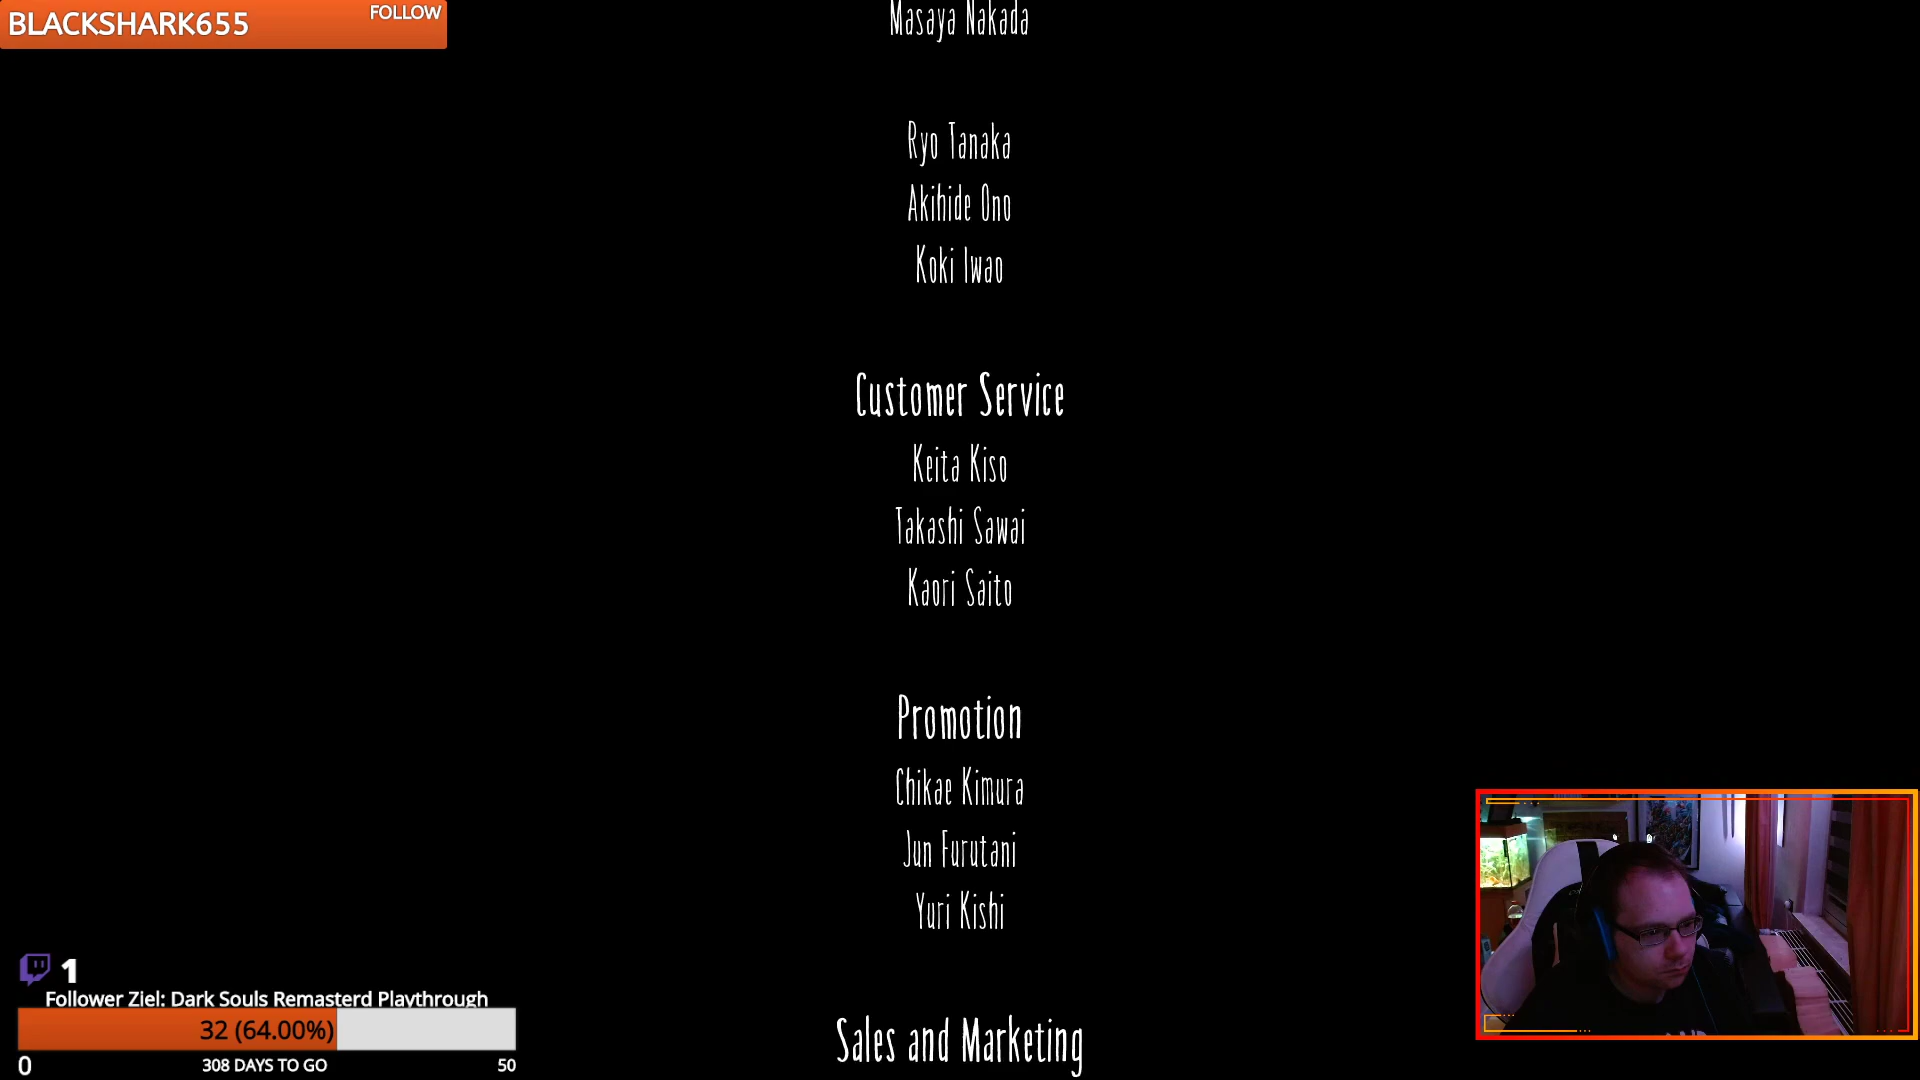 BLACKSHARK655
FOLLOW
Masaya Nakada
Ryo Tanaka
Akihide Ono
Koki Iwao
Customer Service
Keita Kiso
Takashi Sawai
Kaori Saito
Promotion
Chikae Kimura
Jun Furutani
Yuri Kishi
Sales and Marketing
1
Follower Ziel: Dark Souls Remasterd Playthrough
32 (64.00%)
0
308 DAYS TO GO
50